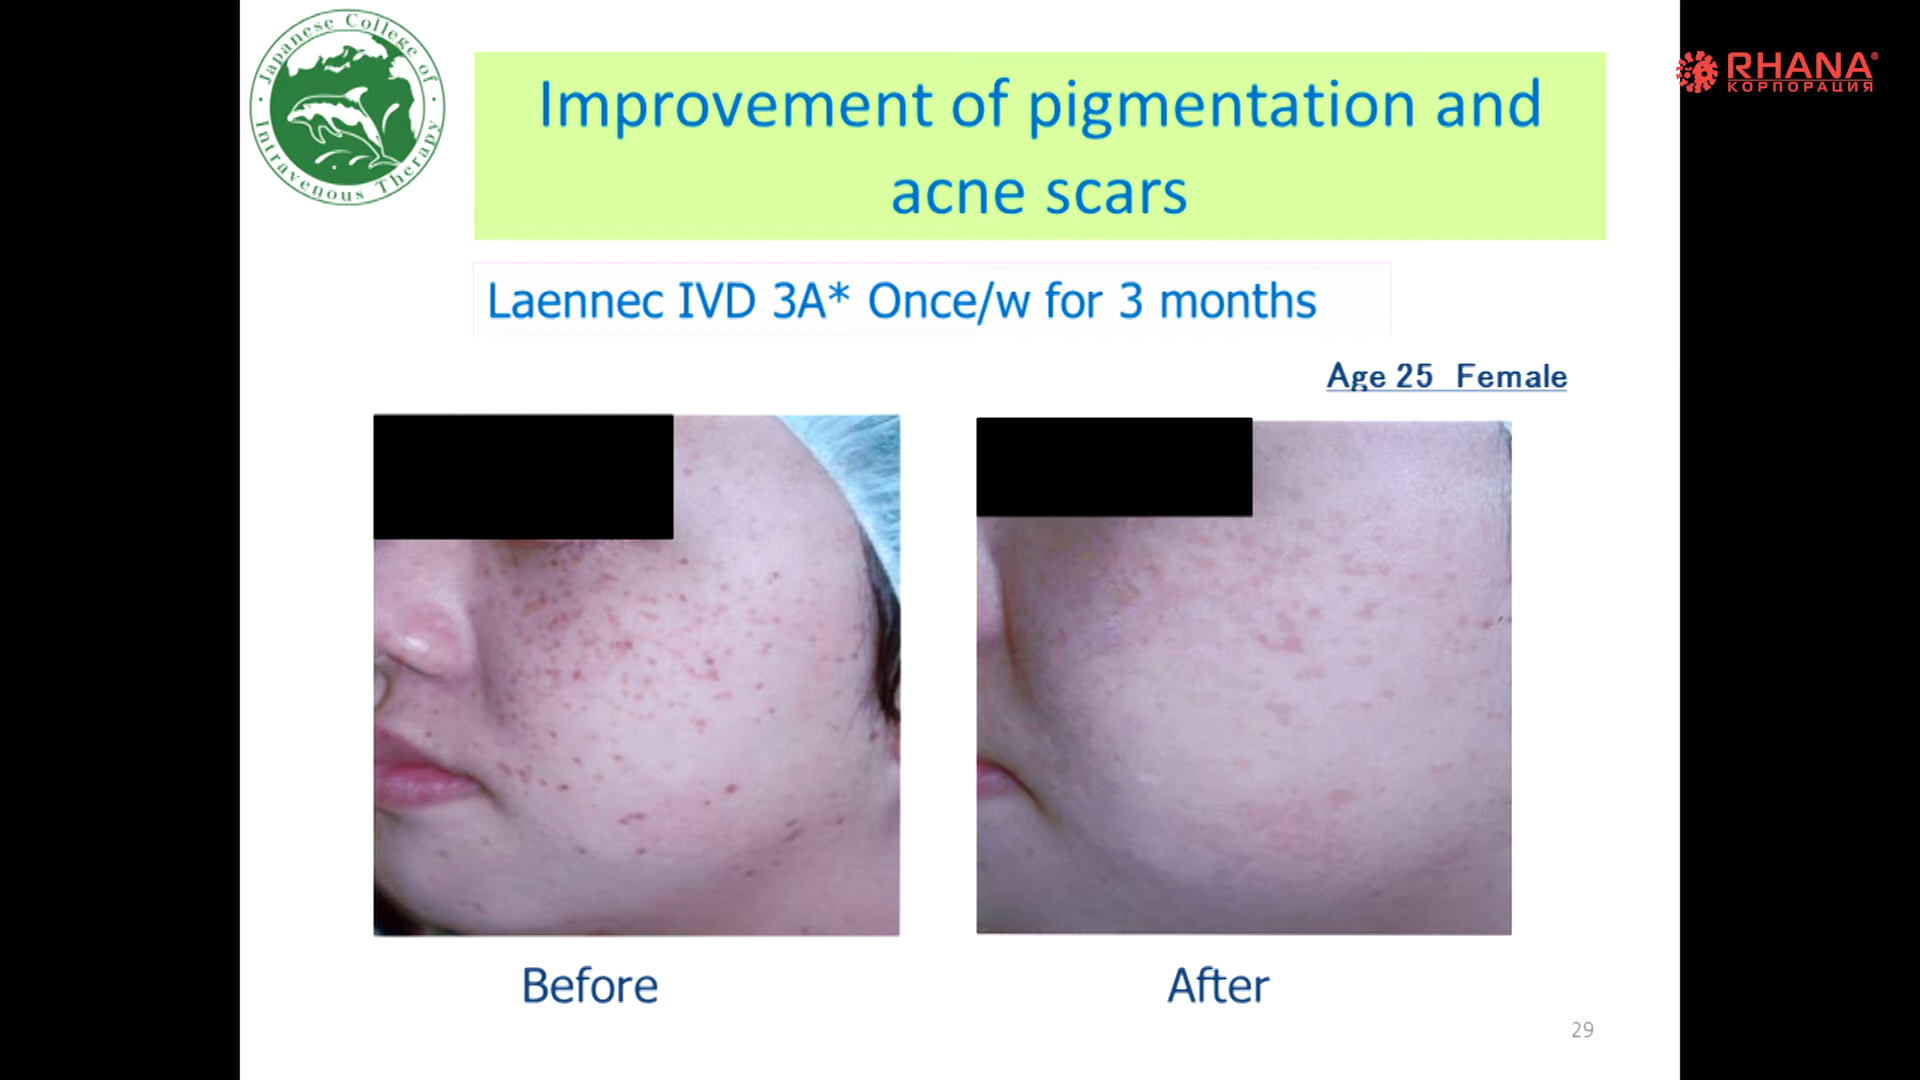 Japanese College of
Intravenous Therapy
RHANA®
КОРПОРАЦИЯ
Improvement of pigmentation and
acne scars
Laennec IVD 3A* Once/w for 3 months
Age 25 Female
Before
After
29